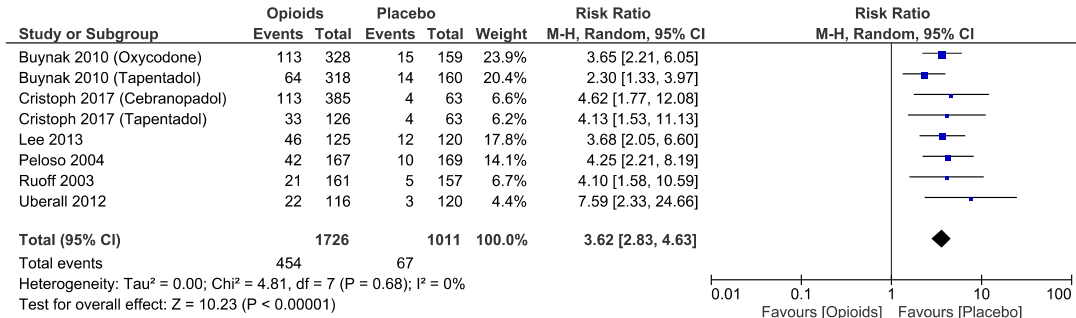 Opioids Placebo Risk Ratio Risk Ratio
Study or Subgroup Events Total Events Total Weight M-H, Random, 95% CI M-H, Random, 95% CI
Buynak 2010 (Oxycodone) 113 328 15 159 23.9% 3.65 [2.21, 6.05]
Buynak 2010 (Tapentadol) 64 318 14 160 20.4% 2.30 [1.33, 3.97]
Cristoph 2017 (Cebranopadol) 113 385 4 63 6.6% 4.62 [1.77, 12.08]
Cristoph 2017 (Tapentadol) 33 126 4 63 6.2% 4.13 [1.53, 11.13]
Lee 2013 46 125 12 120 17.8% 3.68 [2.05, 6.60]
Peloso 2004 42 167 10 169 14.1% 4.25 [2.21, 8.19]
Ruoff 2003 21 161 5 157 6.7% 4.10 [1.58, 10.59]
Uberall 2012 22 116 3 120 4.4% 7.59 [2.33, 24.66]
Total (95% CI) 1726 1011 100.0% 3.62 [2.83, 4.63]
Total events 454 67
Heterogeneity: Tau² = 0.00; Chi² = 4.81, df = 7 (P = 0.68); I² = 0%
Test for overall effect: Z = 10.23 (P < 0.00001)
0.01 0.1 1 10 100
Favours [Opioids] Favours [Placebo]